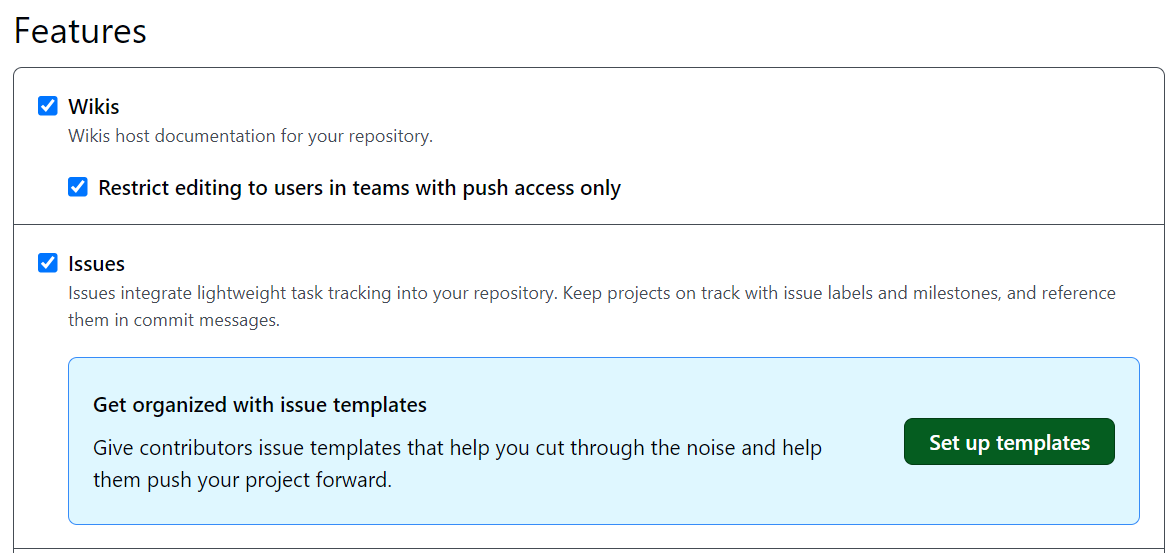 Features
Wikis
Wikis host documentation for your repository.
Restrict editing to users in teams with push access only
Issues
Issues integrate lightweight task tracking into your repository. Keep projects on track with issue labels and milestones, and reference
them in commit messages.
Get organized with issue templates
Give contributors issue templates that help you cut through the noise and help
them push your project forward.
Set up templates